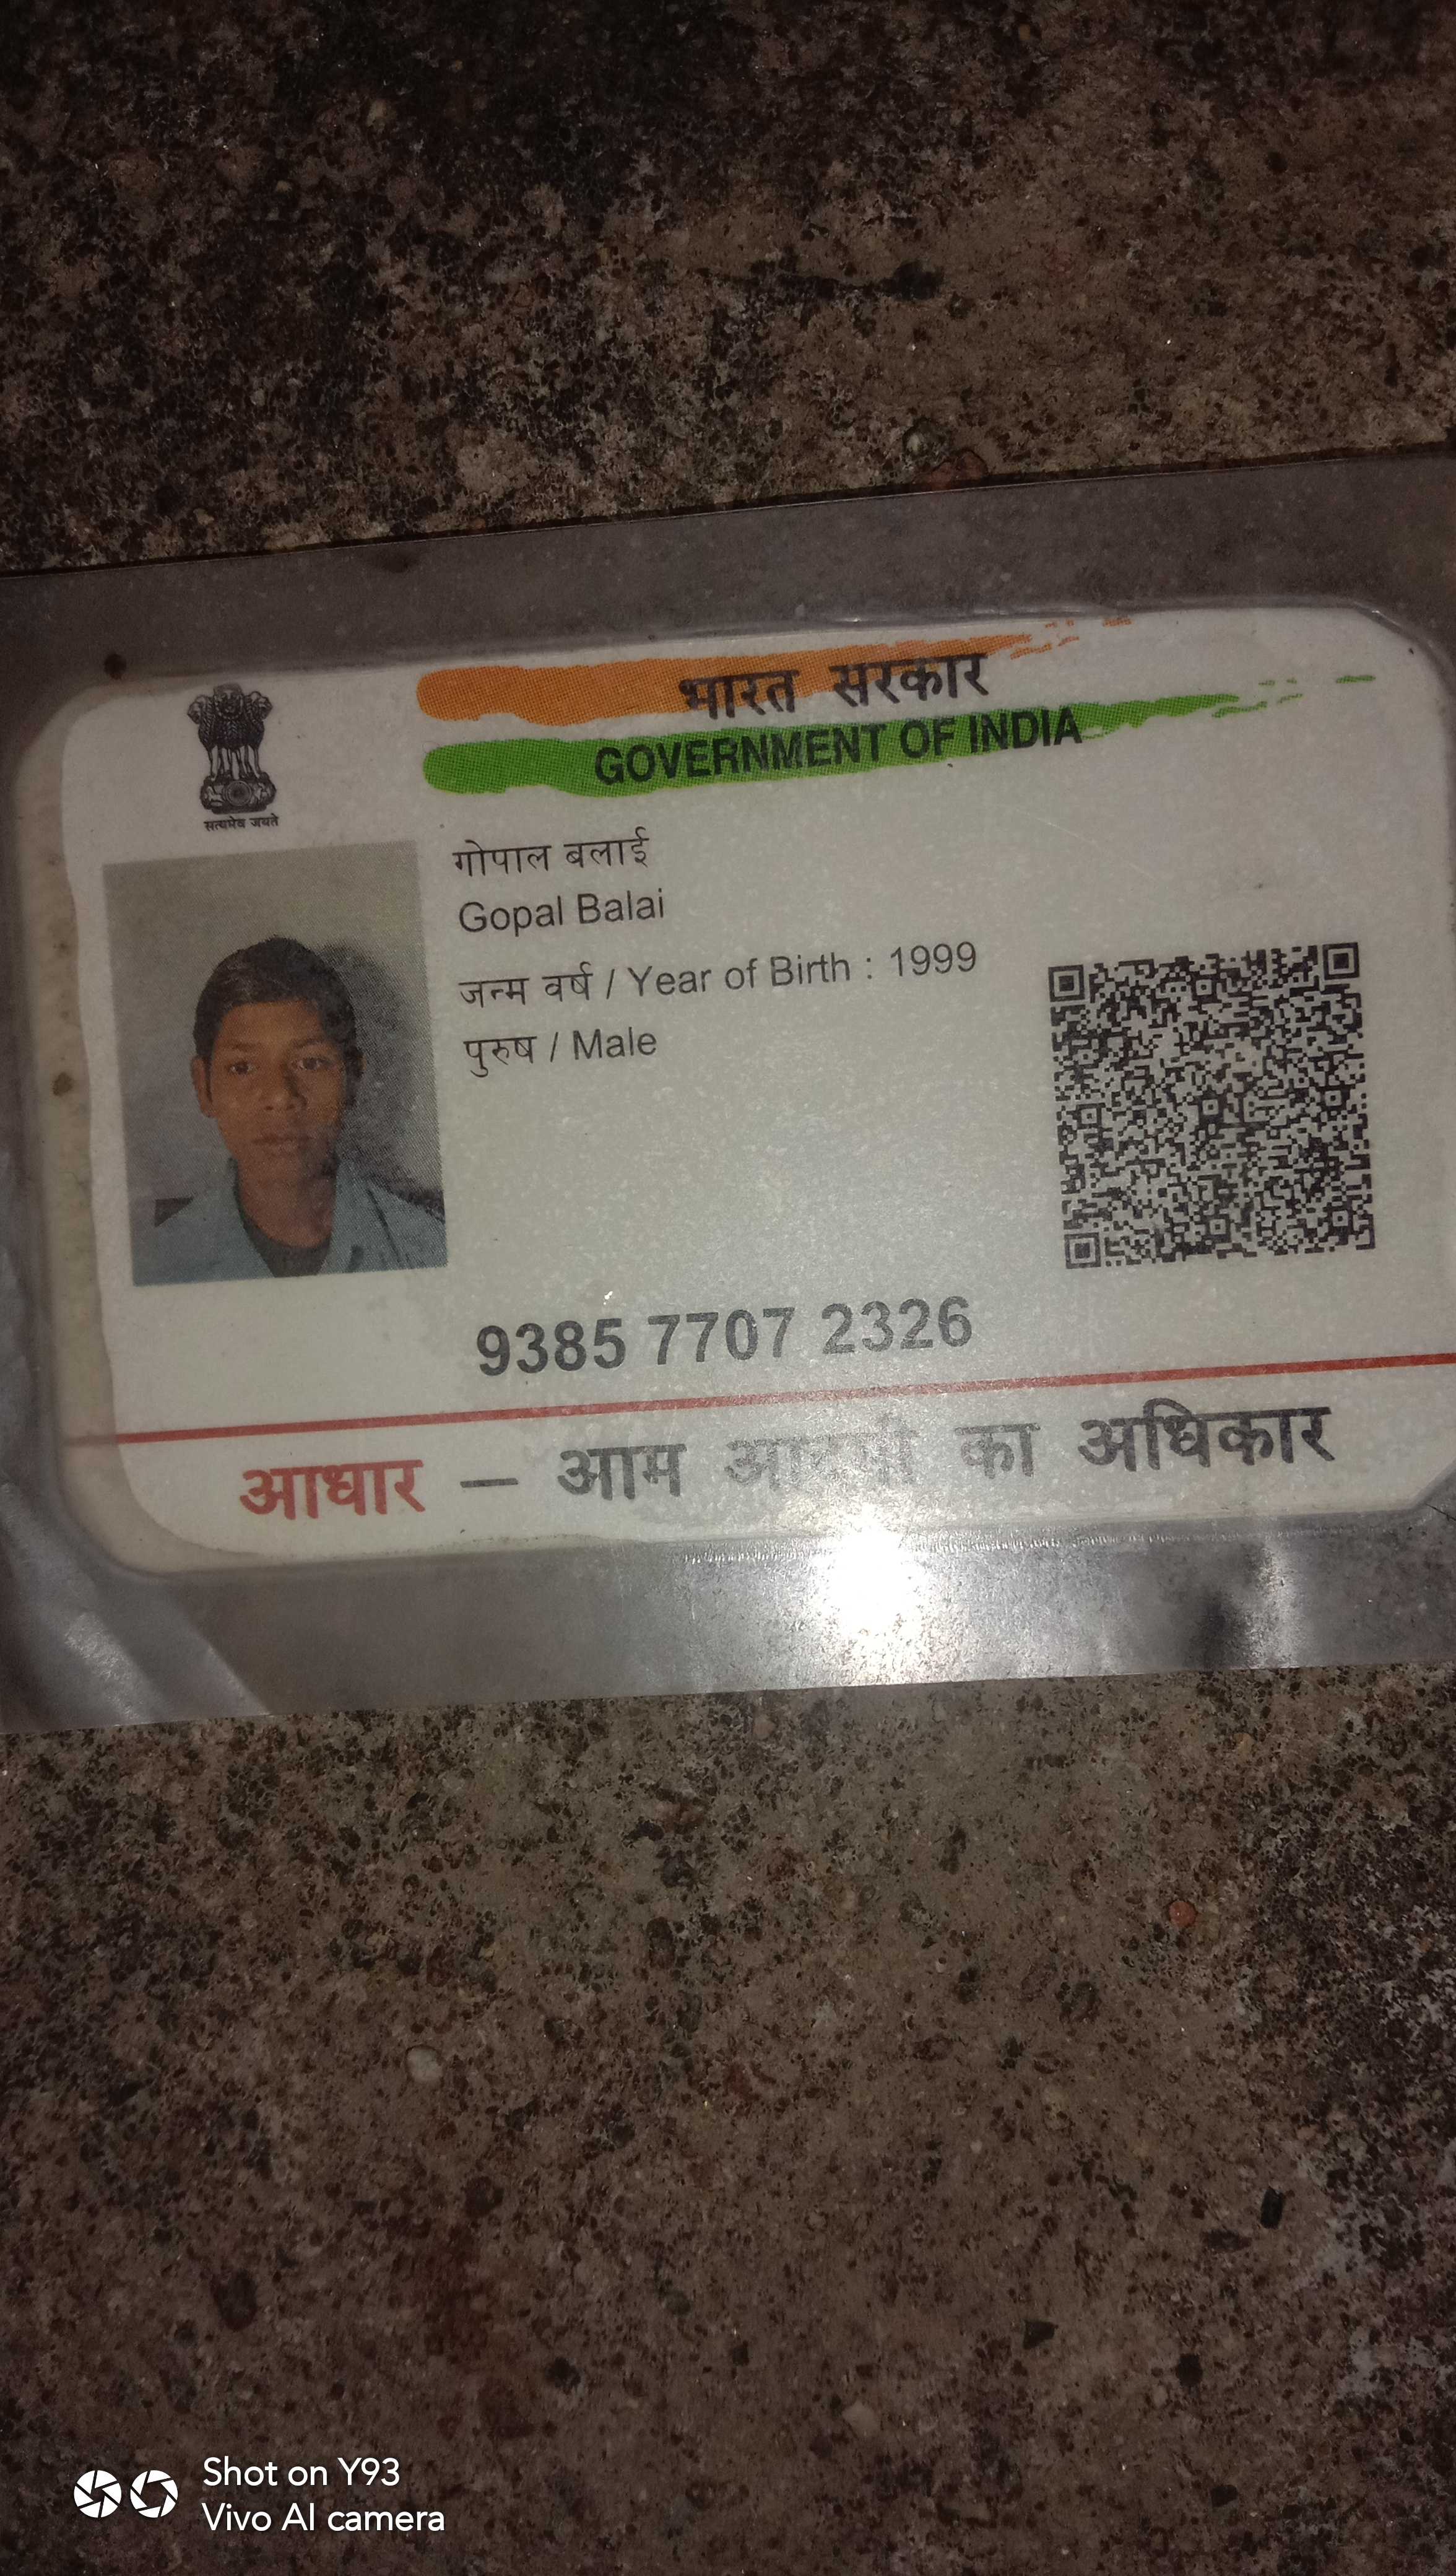 भारत सरकार
GOVERNMENT OF INDIA
सत्यमेव जयते
गोपाल बलाई
Gopal Balai
जन्म वर्ष / Year of Birth : 1999
पुरुष / Male
9385 7707 2326
आधार – आम आदमी का अधिकार
Shot on Y93
Vivo AI camera